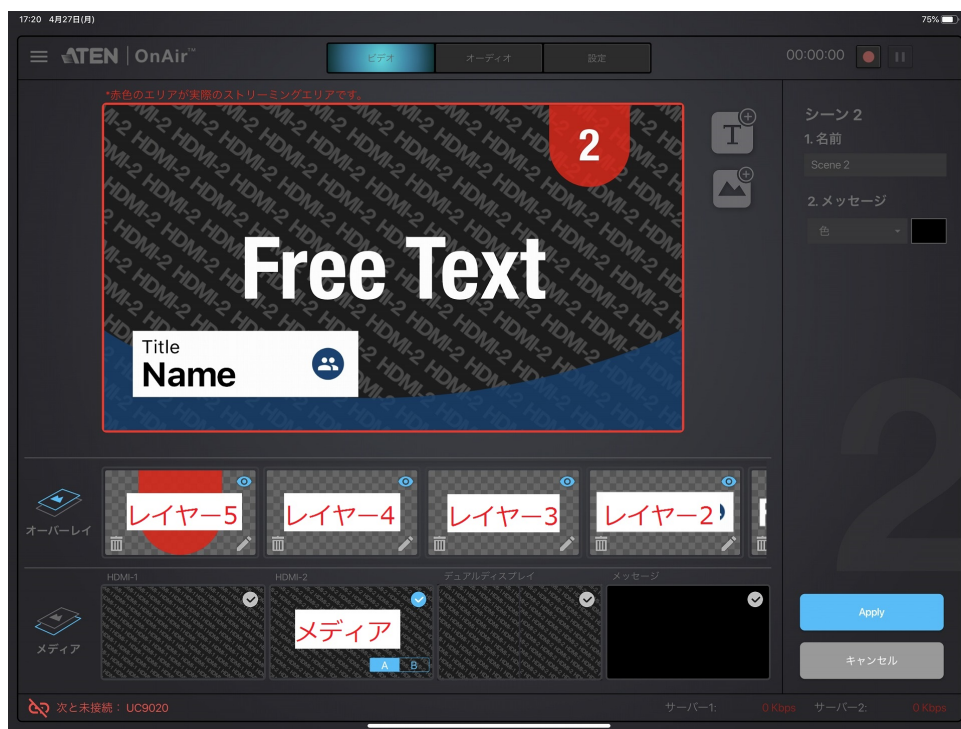 17:20 4月27日(月)
75%
ATEN OnAir™
ビデオ
オーディオ
設定
00:00:00
*赤色のエリアが実際のストリーミングエリアです。
シーン 2
1. 名前
Scene 2
2. メッセージ
色
2
T
Free Text
Title
Name
HDMI-2
2
オーバーレイ
レイヤー5
レイヤー4
レイヤー3
レイヤー2
HDMI-1
HDMI-2
デュアルディスプレイ
メッセージ
メディア
メディア
A B
Apply
キャンセル
次と未接続： UC9020
サーバー1: 0 Kbps サーバー2: 0 Kbps